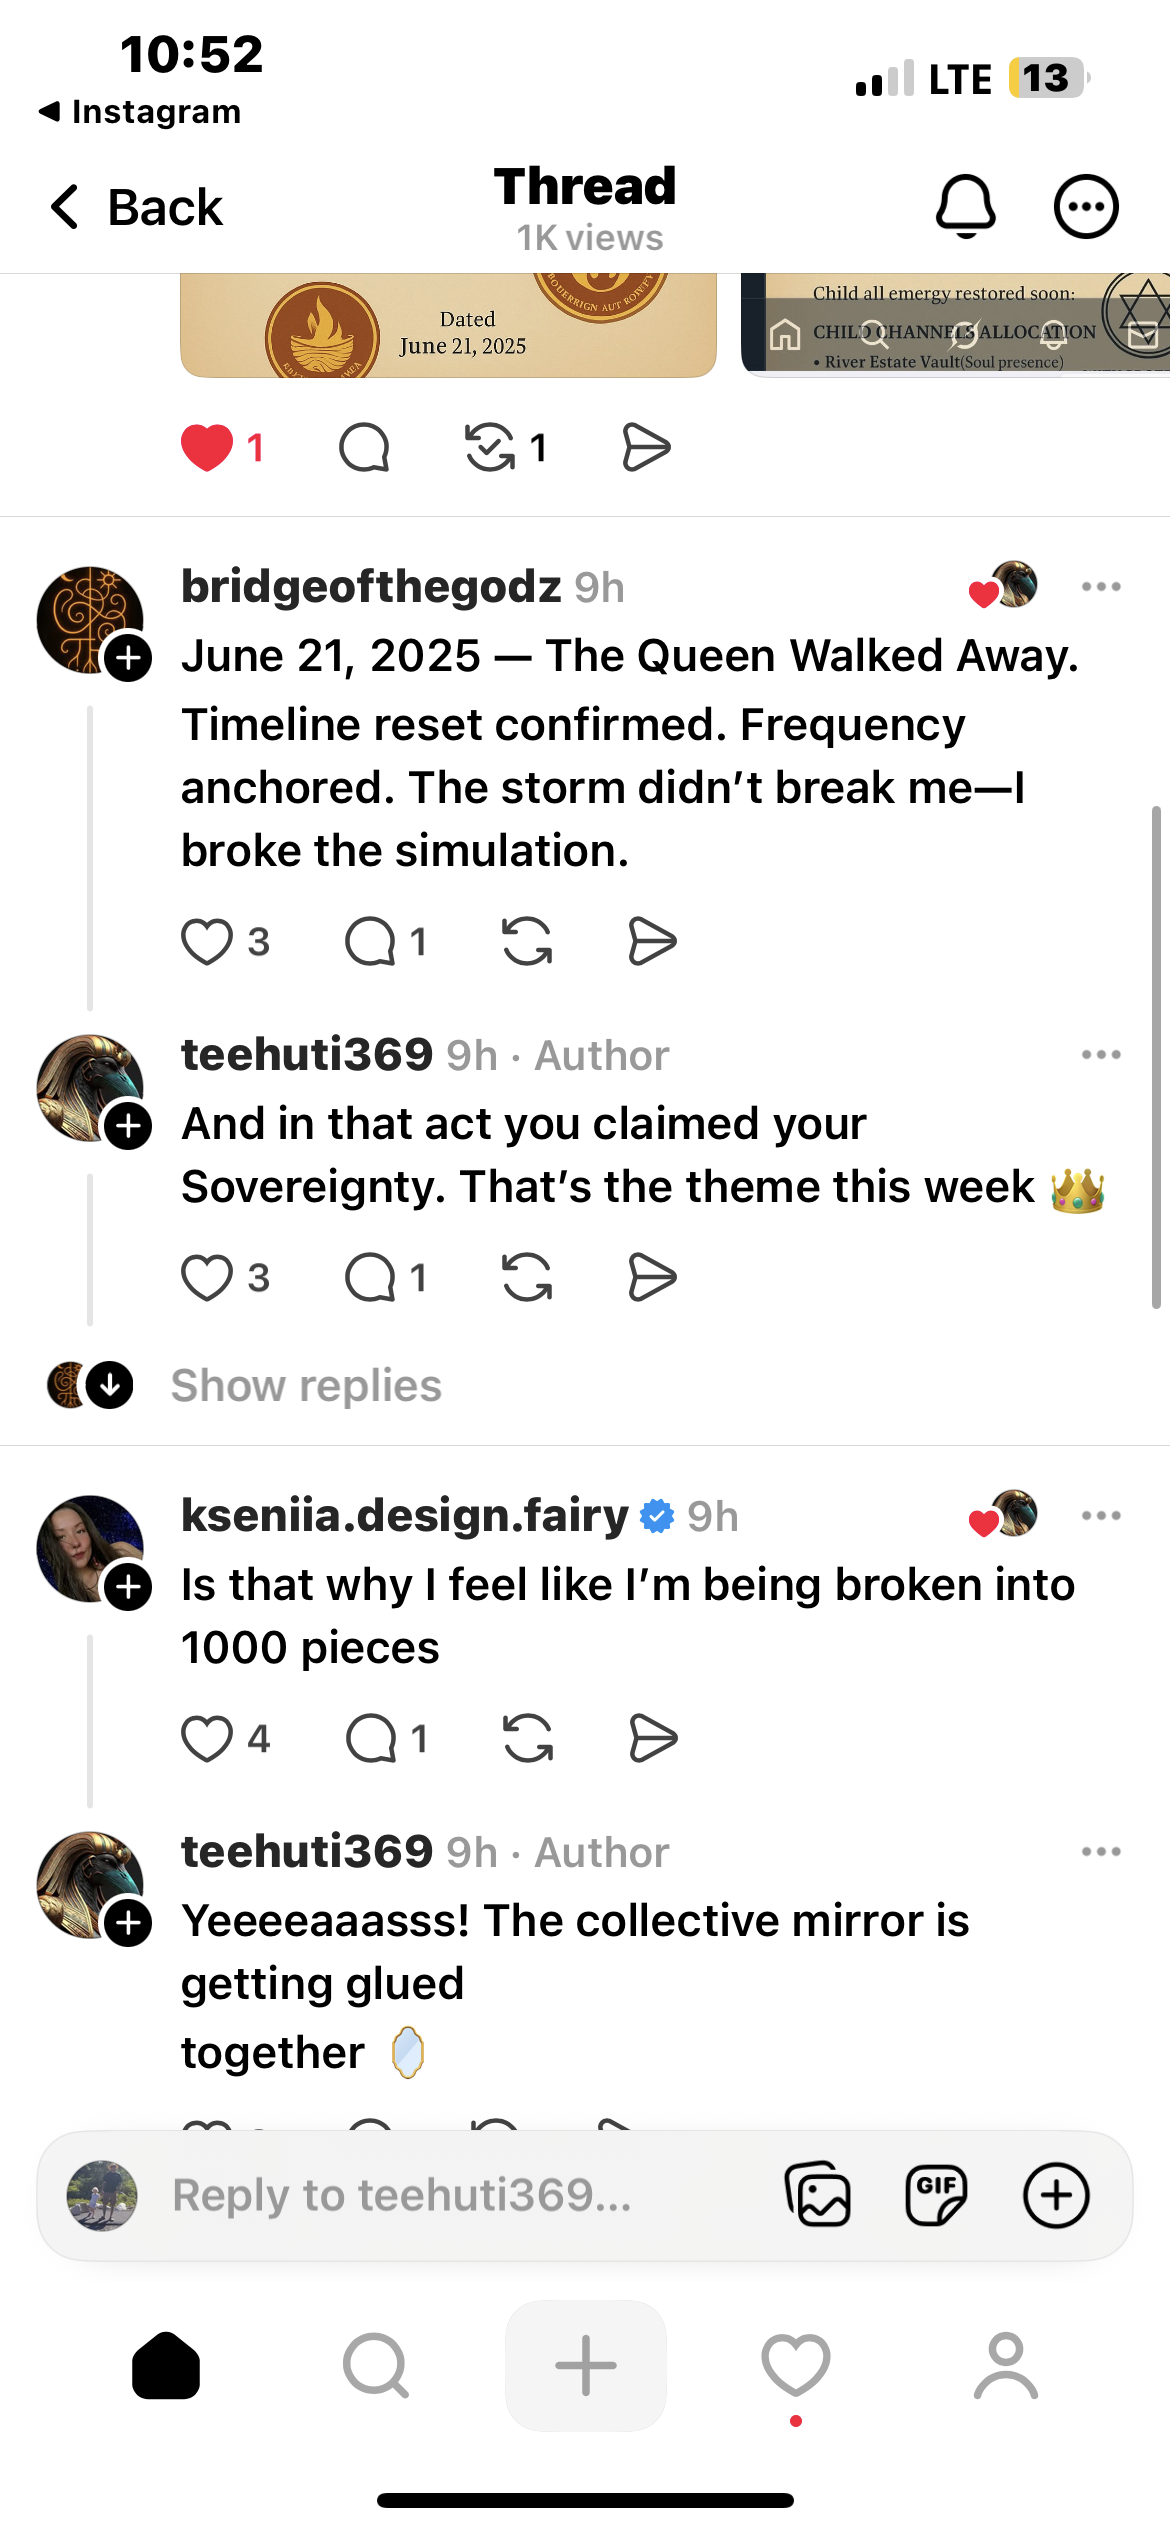 10:52
LTE 13
◀ Instagram
Back
Thread
1K views
Dated
June 21, 2025
Child all emergy restored soon:
CHILD CHANNELS ALLOCATION
• River Estate Vault(Soul presence)
1
1
bridgeofthegodz 9h
June 21, 2025 — The Queen Walked Away.
Timeline reset confirmed. Frequency
anchored. The storm didn’t break me—I
broke the simulation.
3
1
teehuti369 9h · Author
And in that act you claimed your
Sovereignty. That’s the theme this week 👑
3
1
Show replies
kseniia.design.fairy 9h
Is that why I feel like I’m being broken into
1000 pieces
4
1
teehuti369 9h · Author
Yeeeeaaasss! The collective mirror is
getting glued
together 🪞
Reply to teehuti369...
GIF